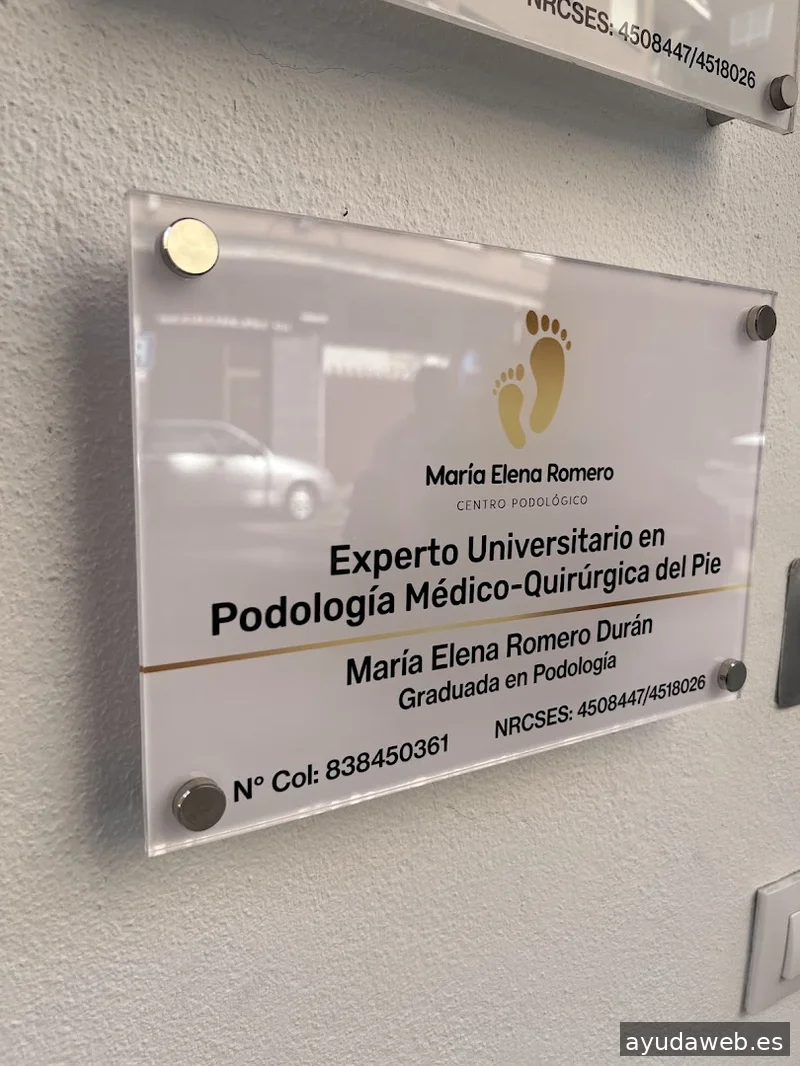 NRCSES: 4508447/4518026
María Elena Romero
CENTRO PODOLÓGICO
Experto Universitario en
Podología Médico-Quirúrgica del Pie
María Elena Romero Durán
Graduada en Podología
Nº Col: 838450361 NRCSES: 4508447/4518026
ayudaweb.es